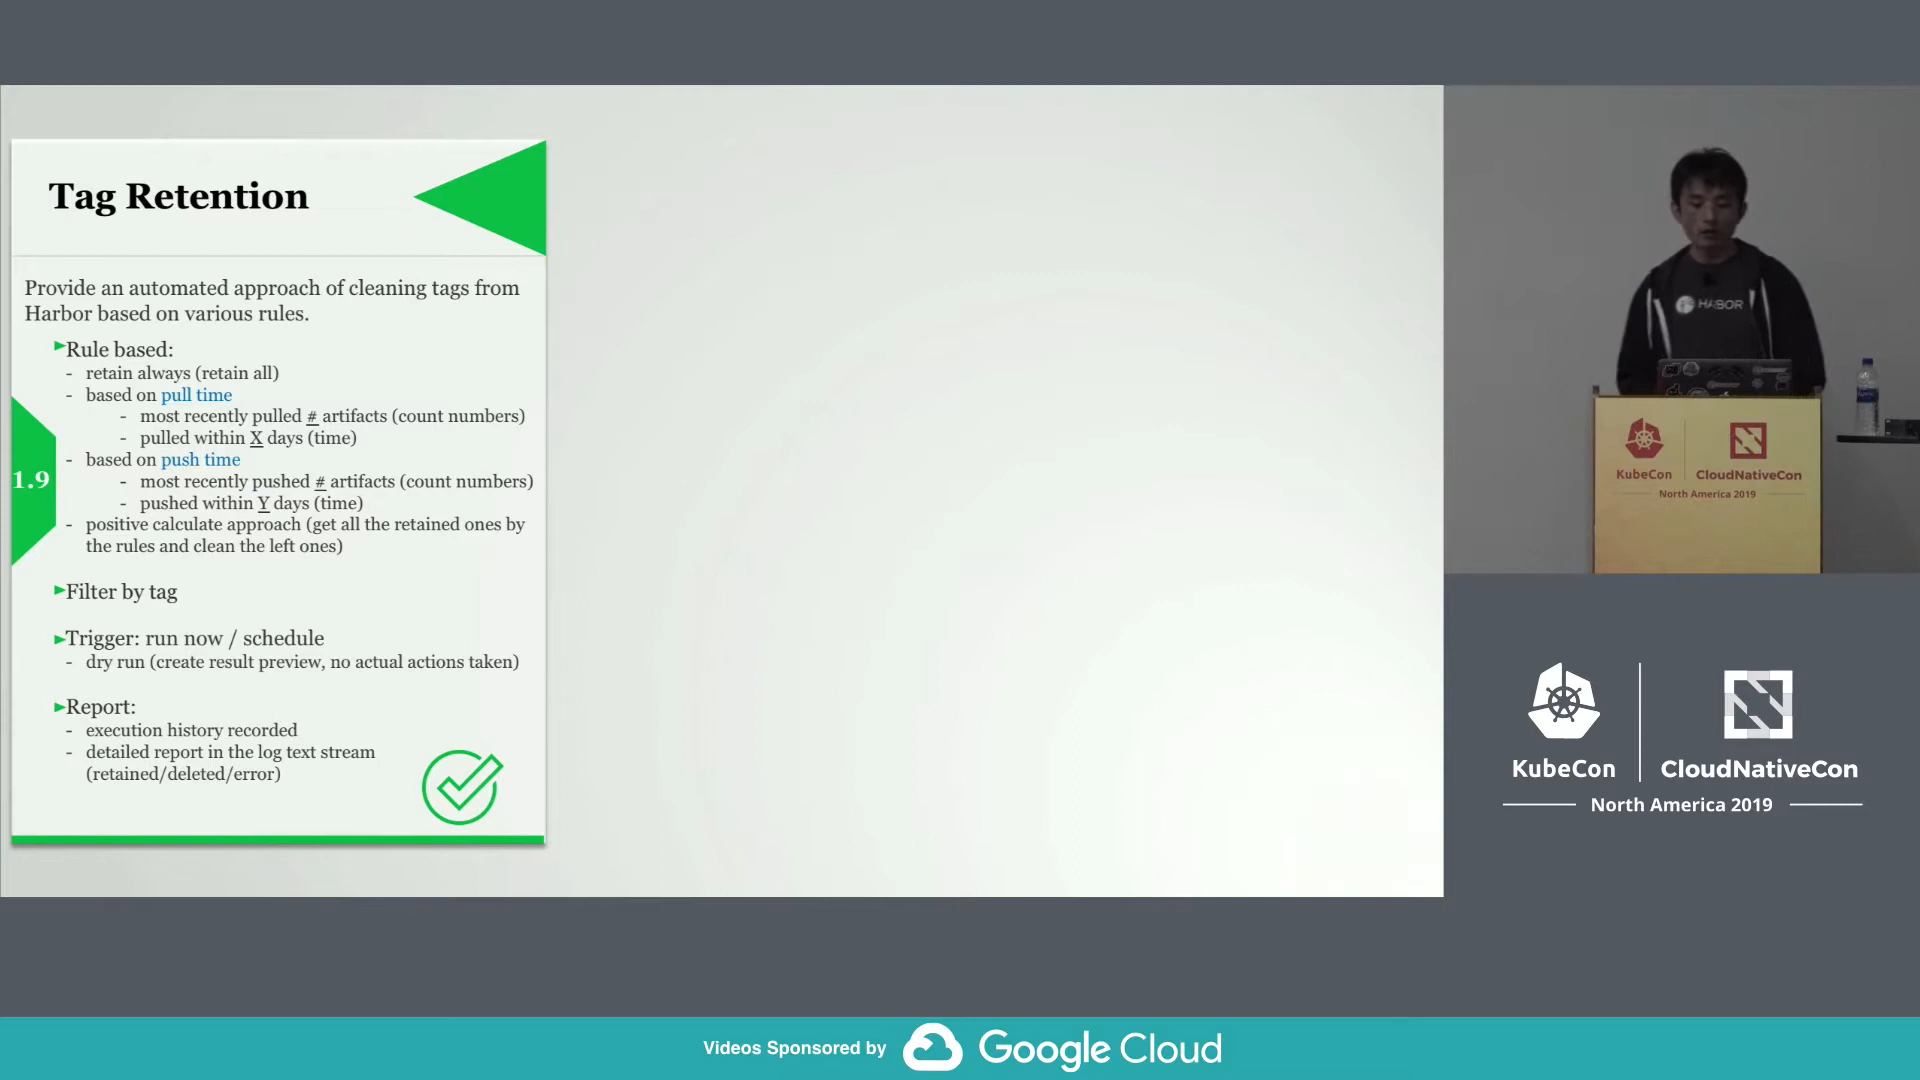 Tag Retention
Provide an automated approach of cleaning tags from
Harbor based on various rules.
Rule based:
- retain always (retain all)
- based on pull time
- most recently pulled # artifacts (count numbers)
- pulled within X days (time)
- based on push time
- most recently pushed # artifacts (count numbers)
- pushed within Y days (time)
- positive calculate approach (get all the retained ones by
the rules and clean the left ones)
1.9
Filter by tag
Trigger: run now / schedule
- dry run (create result preview, no actual actions taken)
Report:
- execution history recorded
- detailed report in the log text stream
(retained/deleted/error)
HARBOR
KubeCon
CloudNativeCon
North America 2019
KubeCon
CloudNativeCon
North America 2019
Videos Sponsored by
Google Cloud